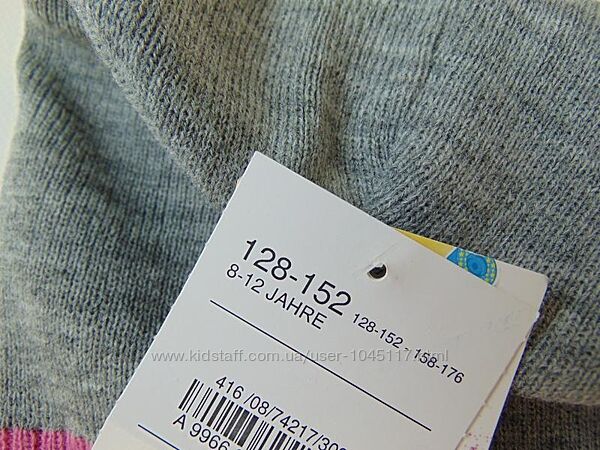 128-152
8-12 JAHRE
128-152 - 158-176
www.kidstaff.com.ua/user-10451177.html
416 /08/74217/30
A 9966